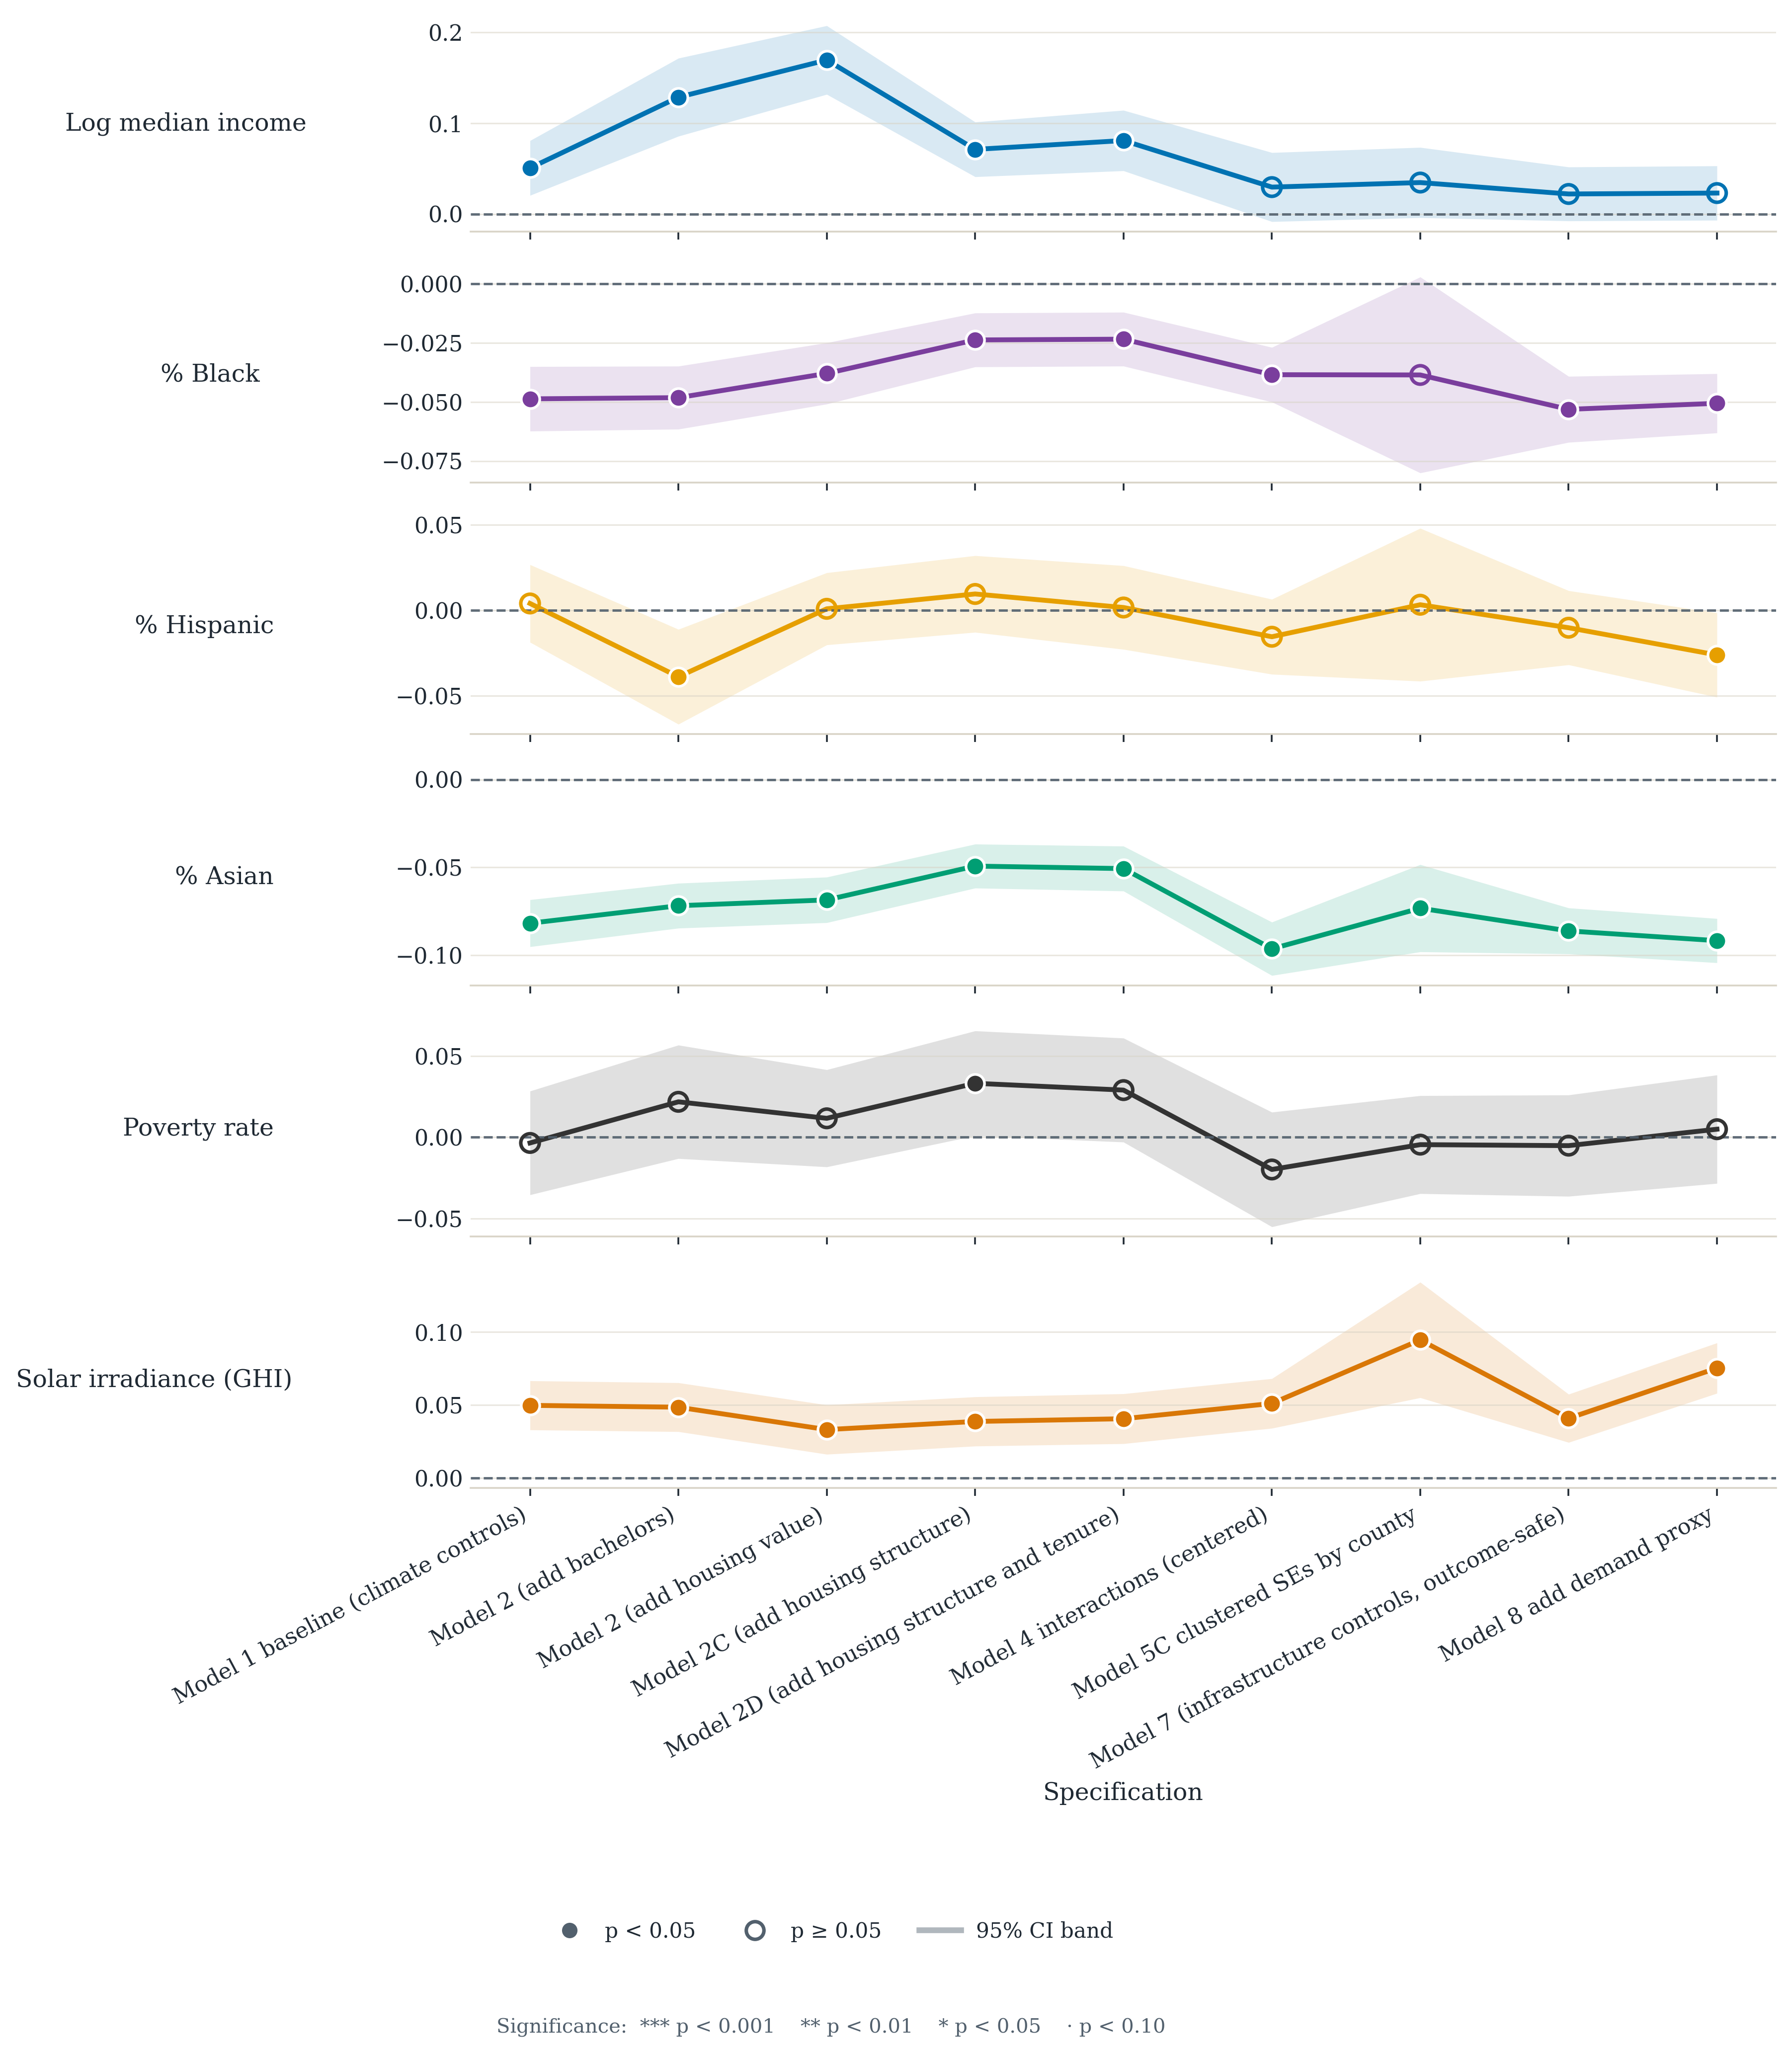 0.2
Log median income
0.1
0.0
0.000
−0.025
% Black
−0.050
−0.075
0.05
0.00
% Hispanic
−0.05
0.00
% Asian
−0.05
−0.10
0.05
Poverty rate
0.00
−0.05
0.10
Solar irradiance (GHI)
0.05
0.00
Model 1 baseline (climate controls)
Model 2 (add bachelors)
Model 2 (add housing value)
Model 2C (add housing structure)
Model 2D (add housing structure and tenure)
Model 4 interactions (centered)
Model 5C clustered SEs by county
Model 7 (infrastructure controls, outcome-safe)
Model 8 add demand proxy
Specification
p < 0.05 p ≥ 0.05 95% CI band
Significance: *** p < 0.001 ** p < 0.01 * p < 0.05 · p < 0.10